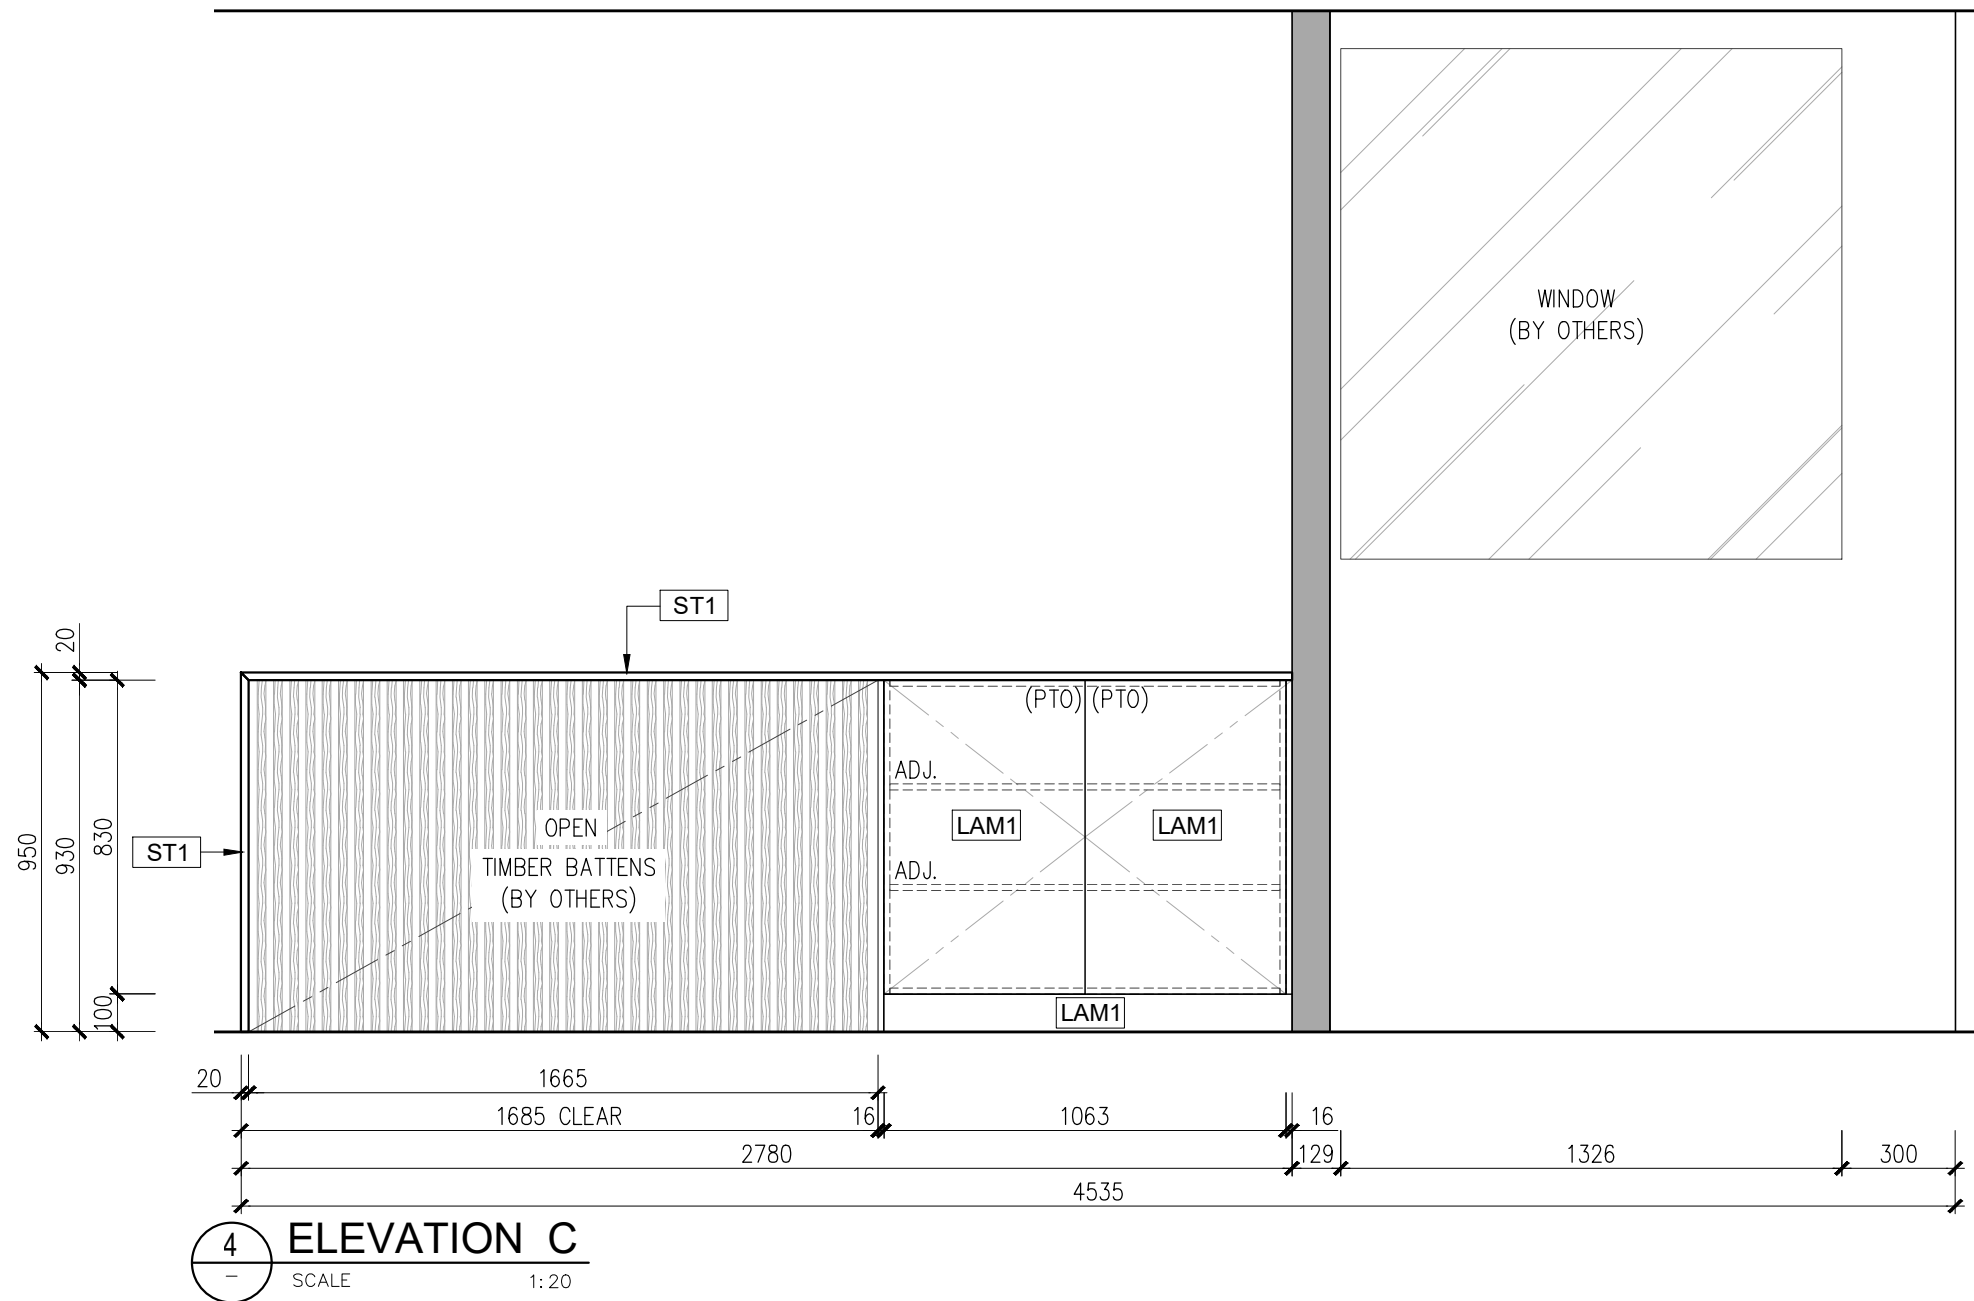 WINDOW
(BY OTHERS)
ST1
20
(PTO) (PTO)
ADJ.
950
930
830
ST1
OPEN
LAM1
LAM1
TIMBER BATTENS
(BY OTHERS)
ADJ.
100
LAM1
20
1665
1685 CLEAR
16
1063
16
2780
129
1326
300
4535
4
ELEVATION C
–
SCALE
1:20